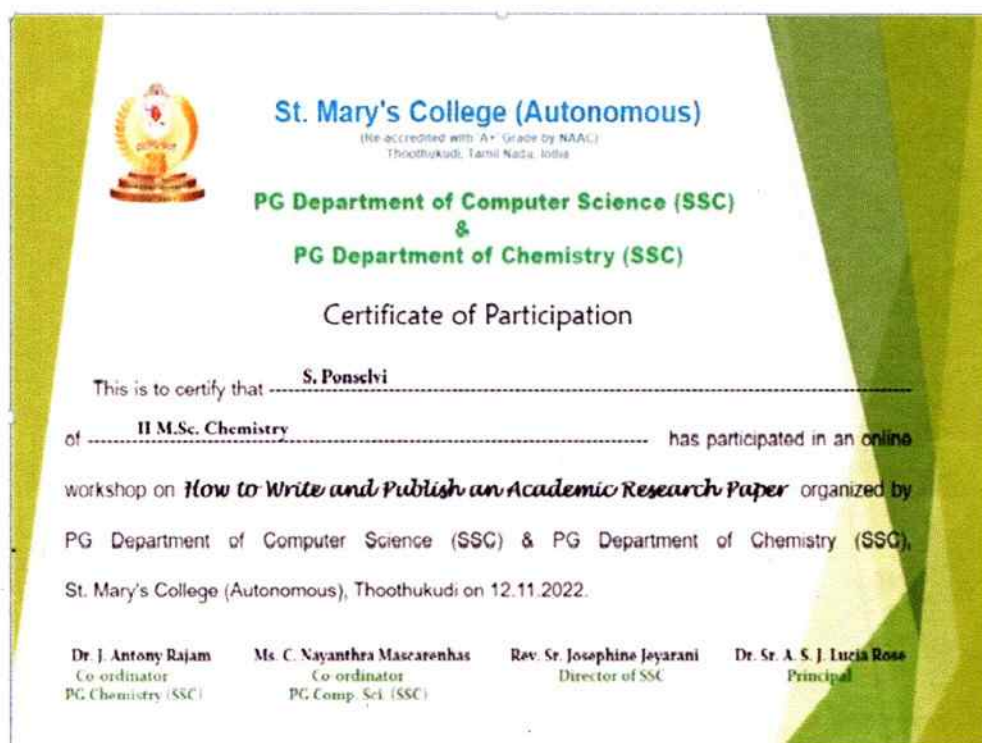 St. Mary's College (Autonomous)
(Re-accredited with 'A+' Grade by NAAC)
Thoothukudi, Tamil Nadu, India
PG Department of Computer Science (SSC)
&
PG Department of Chemistry (SSC)
Certificate of Participation
This is to certify that S. Ponselvi
of II M.Sc. Chemistry has participated in an online
workshop on How to Write and Publish an Academic Research Paper organized by
PG Department of Computer Science (SSC) & PG Department of Chemistry (SSC),
St. Mary's College (Autonomous), Thoothukudi on 12.11.2022.
Dr. J. Antony Rajam Ms. C. Nayanthra Mascarenhas Rev. Sr. Josephine Jeyarani Dr. Sr. A. S. J. Lucia Rose
Co-ordinator Co-ordinator Director of SSC Principal
PG Chemistry (SSC) PG Comp. Sci. (SSC)